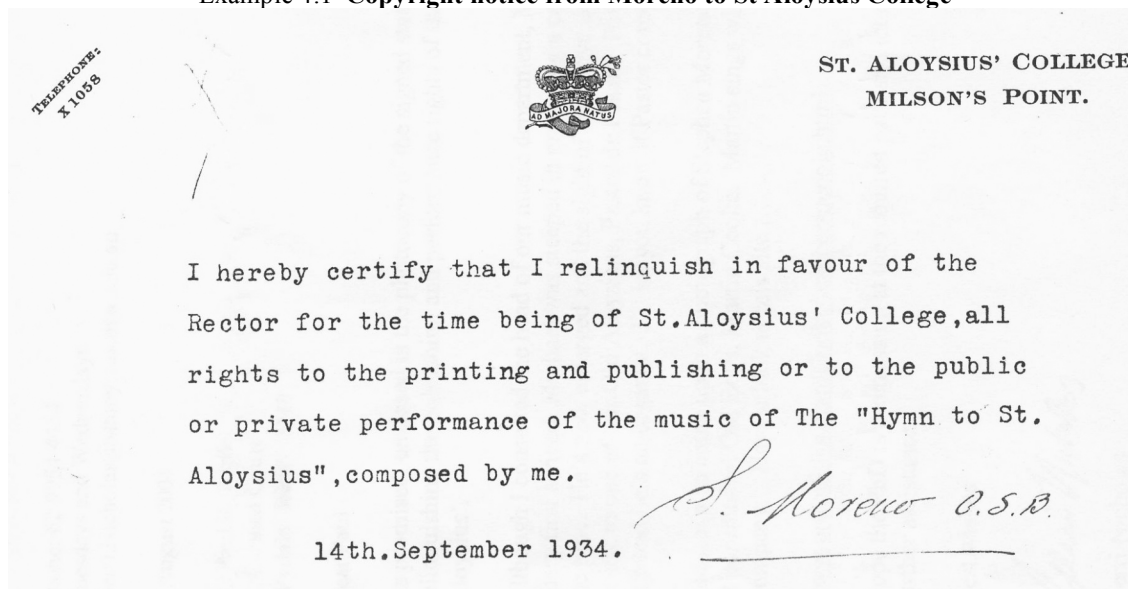 Example 4.1 Copyright notice from Moreno to St Aloysius College
TELEPHONE:
X 1058
AD MAJORA NATUS
ST. ALOYSIUS' COLLEGE
MILSON'S POINT.
I hereby certify that I relinquish in favour of the
Rector for the time being of St.Aloysius' College,all
rights to the printing and publishing or to the public
or private performance of the music of The "Hymn to St.
Aloysius",composed by me.
S. Moreno O.S.B.
14th.September 1934.